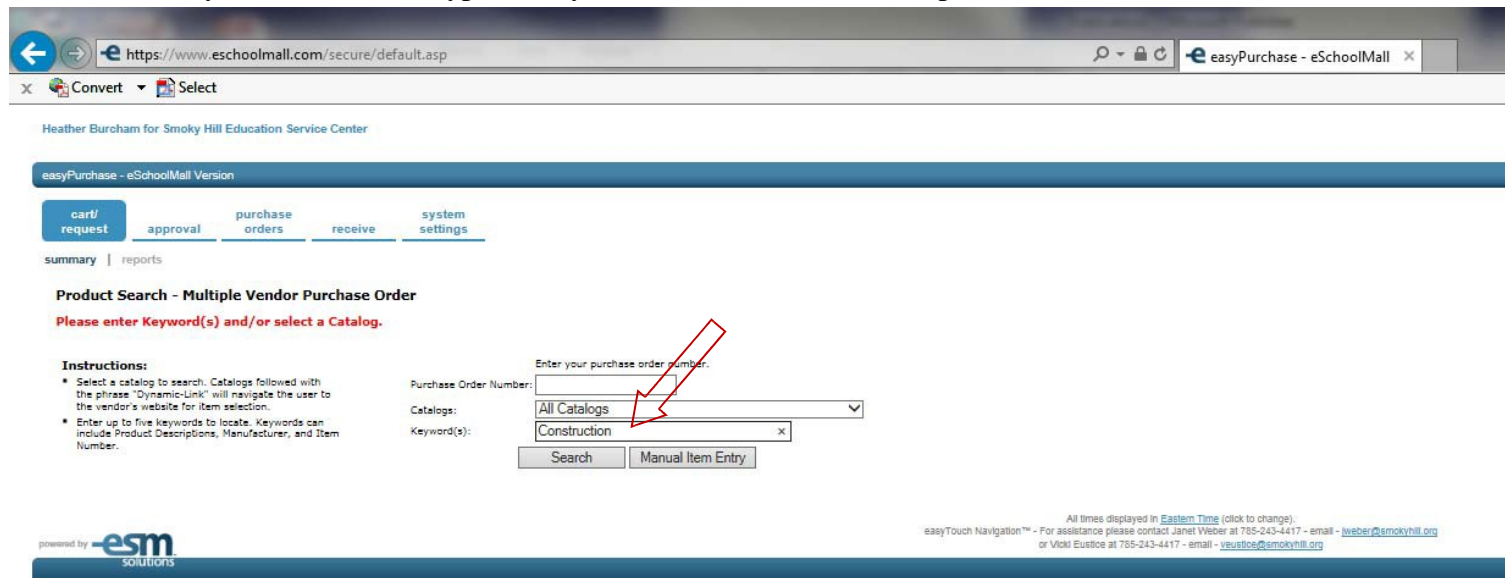 https://www.eschoolmall.com/secure/default.asp
easyPurchase - eSchoolMall ×
x Convert Select
Heather Burcham for Smoky Hill Education Service Center
easyPurchase - eSchoolMall Version
cart/ request
approval
purchase orders
receive
system settings
summary | reports
Product Search - Multiple Vendor Purchase Order
Please enter Keyword(s) and/or select a Catalog.
Instructions:
▪ Select a catalog to search. Catalogs followed with
the phrase "Dynamic-Link" will navigate the user to
the vendor's website for item selection.
▪ Enter up to five keywords to locate. Keywords can
include Product Descriptions, Manufacturer, and Item
Number.
Enter your purchase order number.
Purchase Order Number:
Catalogs: All Catalogs
Keyword(s): Construction ×
Search Manual Item Entry
All times displayed in Eastern Time (click to change).
easyTouch Navigation™ - For assistance please contact Janet Weber at 785-243-4417 - email - jweber@smokyhill.org
or Vicki Eustice at 785-243-4417 - email - veustice@smokyhill.org
powered by esm
solutions